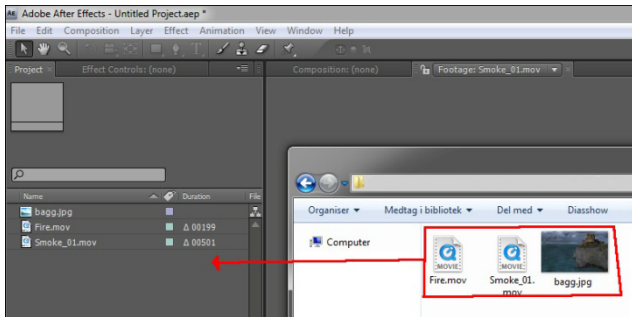 Ae Adobe After Effects - Untitled Project.aep *
File Edit Composition Layer Effect Animation View Window Help
Project × Effect Controls: (none) Composition: (none) Footage: Smoke_01.mov ▼ ×
Name Duration File
bagg.jpg
Fire.mov Δ 00199
Smoke_01.mov Δ 00501
Organiser ▼ Medtag i bibliotek ▼ Del med ▼ Diasshow
Computer
MOVIE MOVIE
Fire.mov Smoke_01.mov bagg.jpg